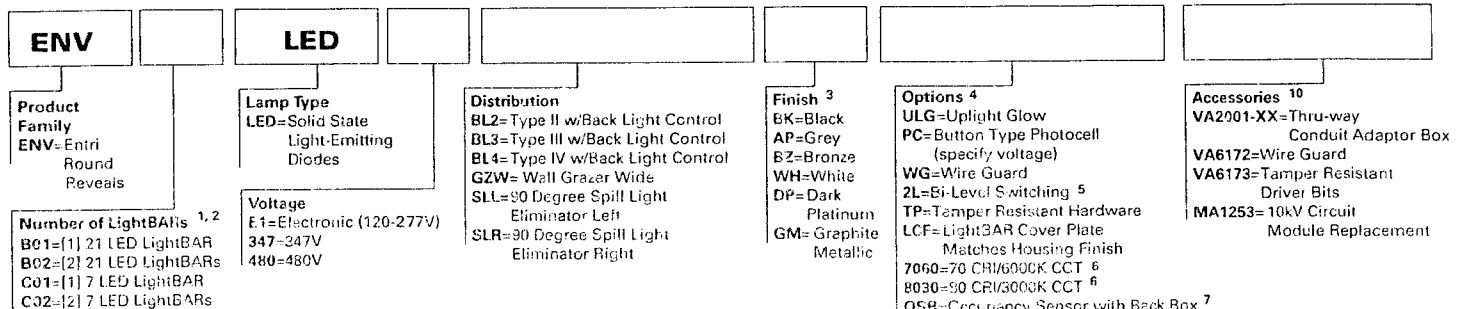 ENV
LED
Product
Family
ENV=Entri
Round
Reveals
Number of LightBARs 1, 2
B01=[1] 21 LED LightBAR
B02=[2] 21 LED LightBARs
C01=[1] 7 LED LightBAR
C02=[2] 7 LED LightBARs
Lamp Type
LED=Solid State
Light-Emitting
Diodes
Voltage
E1=Electronic (120-277V)
347=347V
480=480V
Distribution
BL2=Type II w/Back Light Control
BL3=Type III w/Back Light Control
BL4=Type IV w/Back Light Control
GZW= Wall Grazer Wide
SLL=90 Degree Spill Light
Eliminator Left
SLR=90 Degree Spill Light
Eliminator Right
Finish 3
BK=Black
AP=Grey
BZ=Bronze
WH=White
DP=Dark
Platinum
GM=Graphite
Metallic
Options 4
ULG=Uplight Glow
PC=Button Type Photocell
(specify voltage)
WG=Wire Guard
2L=Bi-Level Switching 5
TP=Tamper Resistant Hardware
LCF=LightBAR Cover Plate
Matches Housing Finish
7060=70 CRI/6000K CCT 6
8030=80 CRI/3000K CCT 6
OSB=Occupancy Sensor with Back Box 7
Accessories 10
VA2001-XX=Thru-way
Conduit Adaptor Box
VA6172=Wire Guard
VA6173=Tamper Resistant
Driver Bits
MA1253=10kV Circuit
Module Replacement